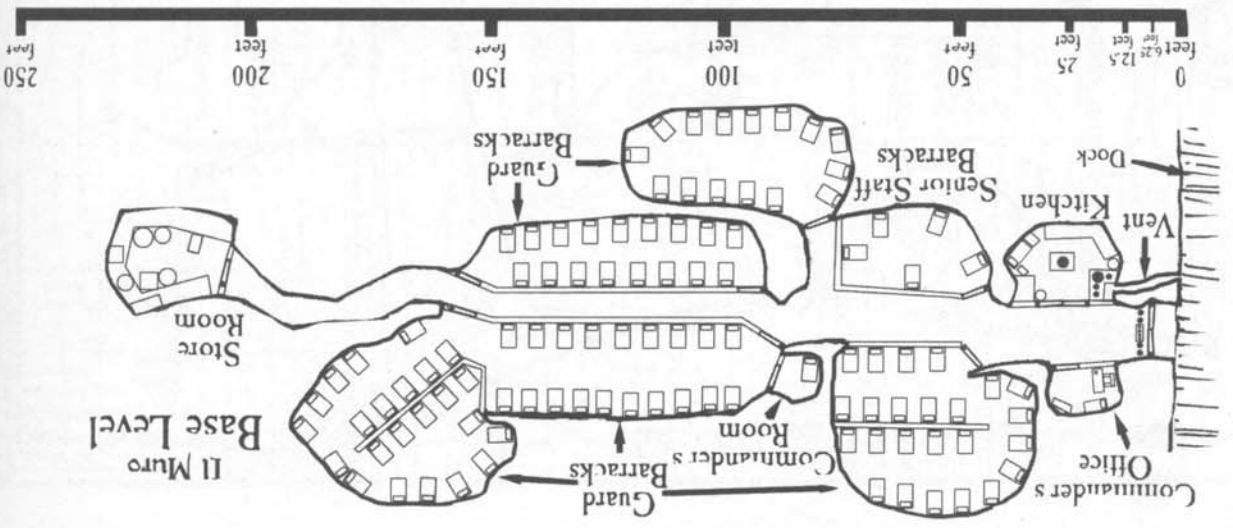 Commander's
Office
Guard
Barracks
Commander's
Room
Il Muro
Base Level
Store
Room
Vent
Kitchen
Dock
Senior Staff
Barracks
Guard
Barracks
0
feet
6.25
feet
12.5
feet
25
feet
50
feet
100
feet
150
feet
200
feet
250
feet